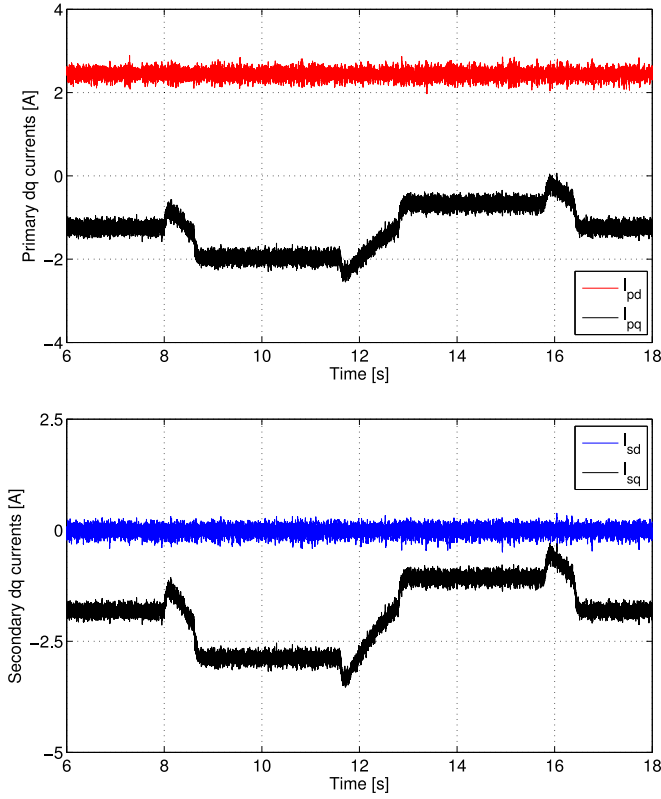 Primary dq currents [A]
4
2
0
−2
−4
6 8 10 12 14 16 18
Time [s]
I_pd
I_pq
Secondary dq currents [A]
2.5
0
−2.5
−5
6 8 10 12 14 16 18
Time [s]
I_sd
I_sq